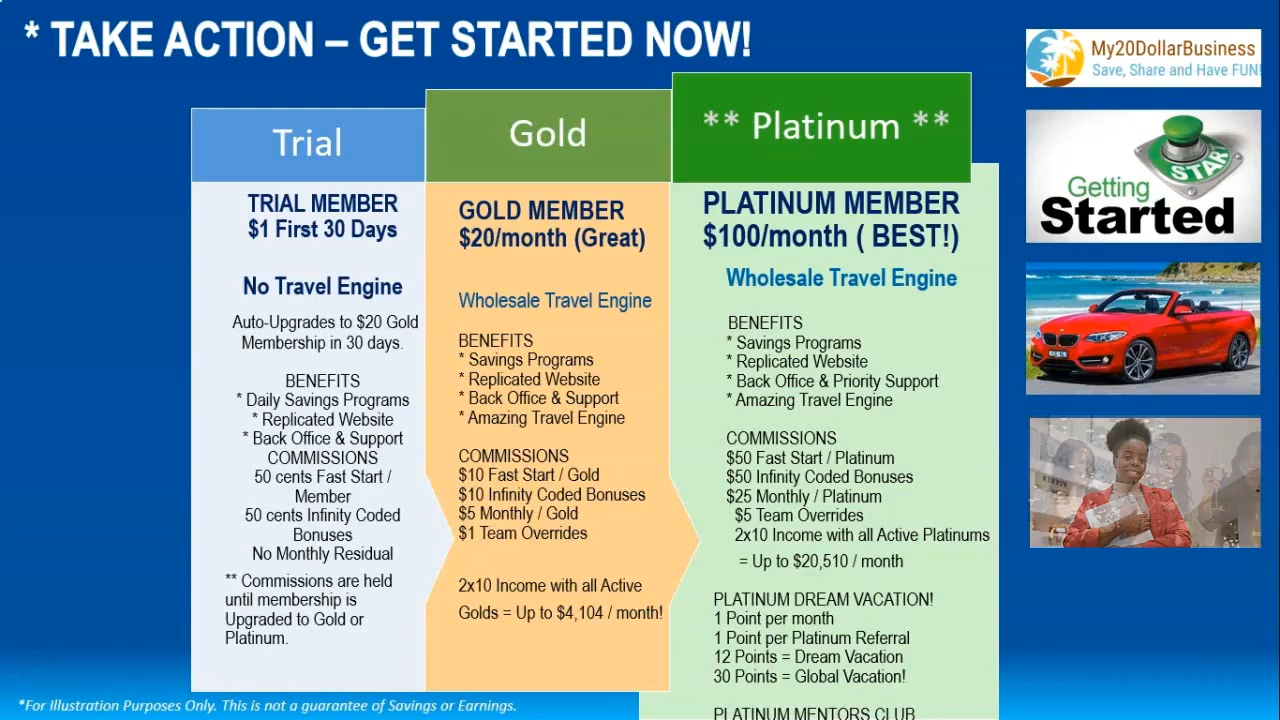 * TAKE ACTION – GET STARTED NOW!
My20DollarBusiness
Save, Share and Have FUN!
Trial
Gold
** Platinum **
TRIAL MEMBER
$1 First 30 Days
No Travel Engine
Auto-Upgrades to $20 Gold
Membership in 30 days.
BENEFITS
* Daily Savings Programs
* Replicated Website
* Back Office & Support
COMMISSIONS
50 cents Fast Start /
Member
50 cents Infinity Coded
Bonuses
No Monthly Residual
** Commissions are held
until membership is
Upgraded to Gold or
Platinum.
GOLD MEMBER
$20/month (Great)
Wholesale Travel Engine
BENEFITS
* Savings Programs
* Replicated Website
* Back Office & Support
* Amazing Travel Engine
COMMISSIONS
$10 Fast Start / Gold
$10 Infinity Coded Bonuses
$5 Monthly / Gold
$1 Team Overrides
2x10 Income with all Active
Golds = Up to $4,104 / month!
PLATINUM MEMBER
$100/month ( BEST!)
Wholesale Travel Engine
BENEFITS
* Savings Programs
* Replicated Website
* Back Office & Priority Support
* Amazing Travel Engine
COMMISSIONS
$50 Fast Start / Platinum
$50 Infinity Coded Bonuses
$25 Monthly / Platinum
$5 Team Overrides
2x10 Income with all Active Platinums
= Up to $20,510 / month
PLATINUM DREAM VACATION!
1 Point per month
1 Point per Platinum Referral
12 Points = Dream Vacation
30 Points = Global Vacation!
PLATINUM MENTORS CLUB
START
Getting
Started
*For Illustration Purposes Only. This is not a guarantee of Savings or Earnings.